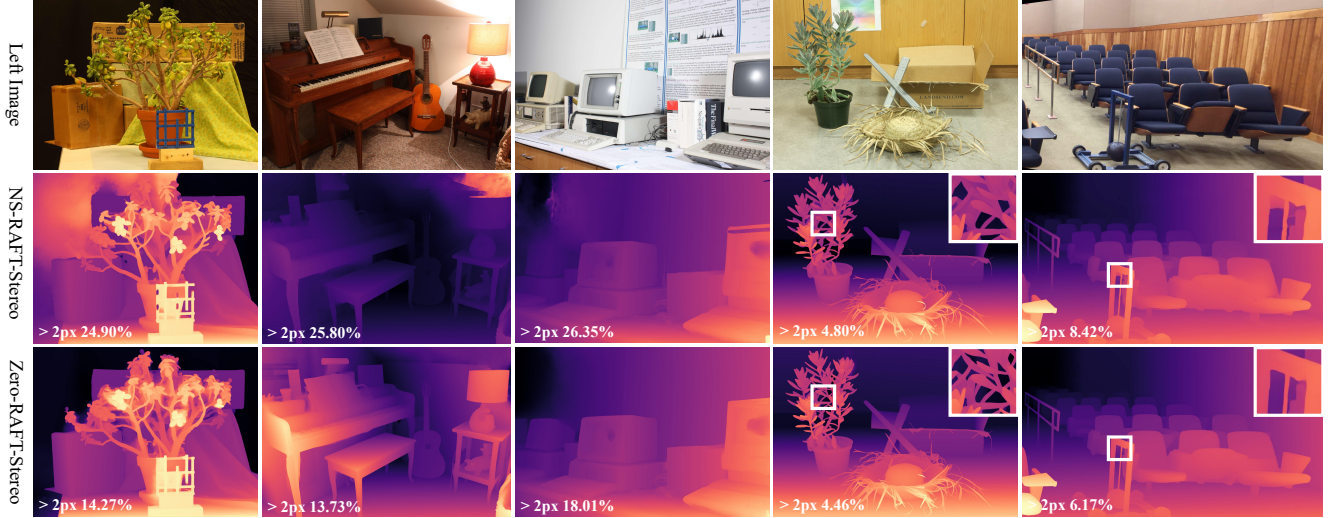 Left Image
NS-RAFT-Stereo
> 2px 24.90%
> 2px 25.80%
> 2px 26.35%
> 2px 4.80%
> 2px 8.42%
Zero-RAFT-Stereo
> 2px 14.27%
> 2px 13.73%
> 2px 18.01%
> 2px 4.46%
> 2px 6.17%